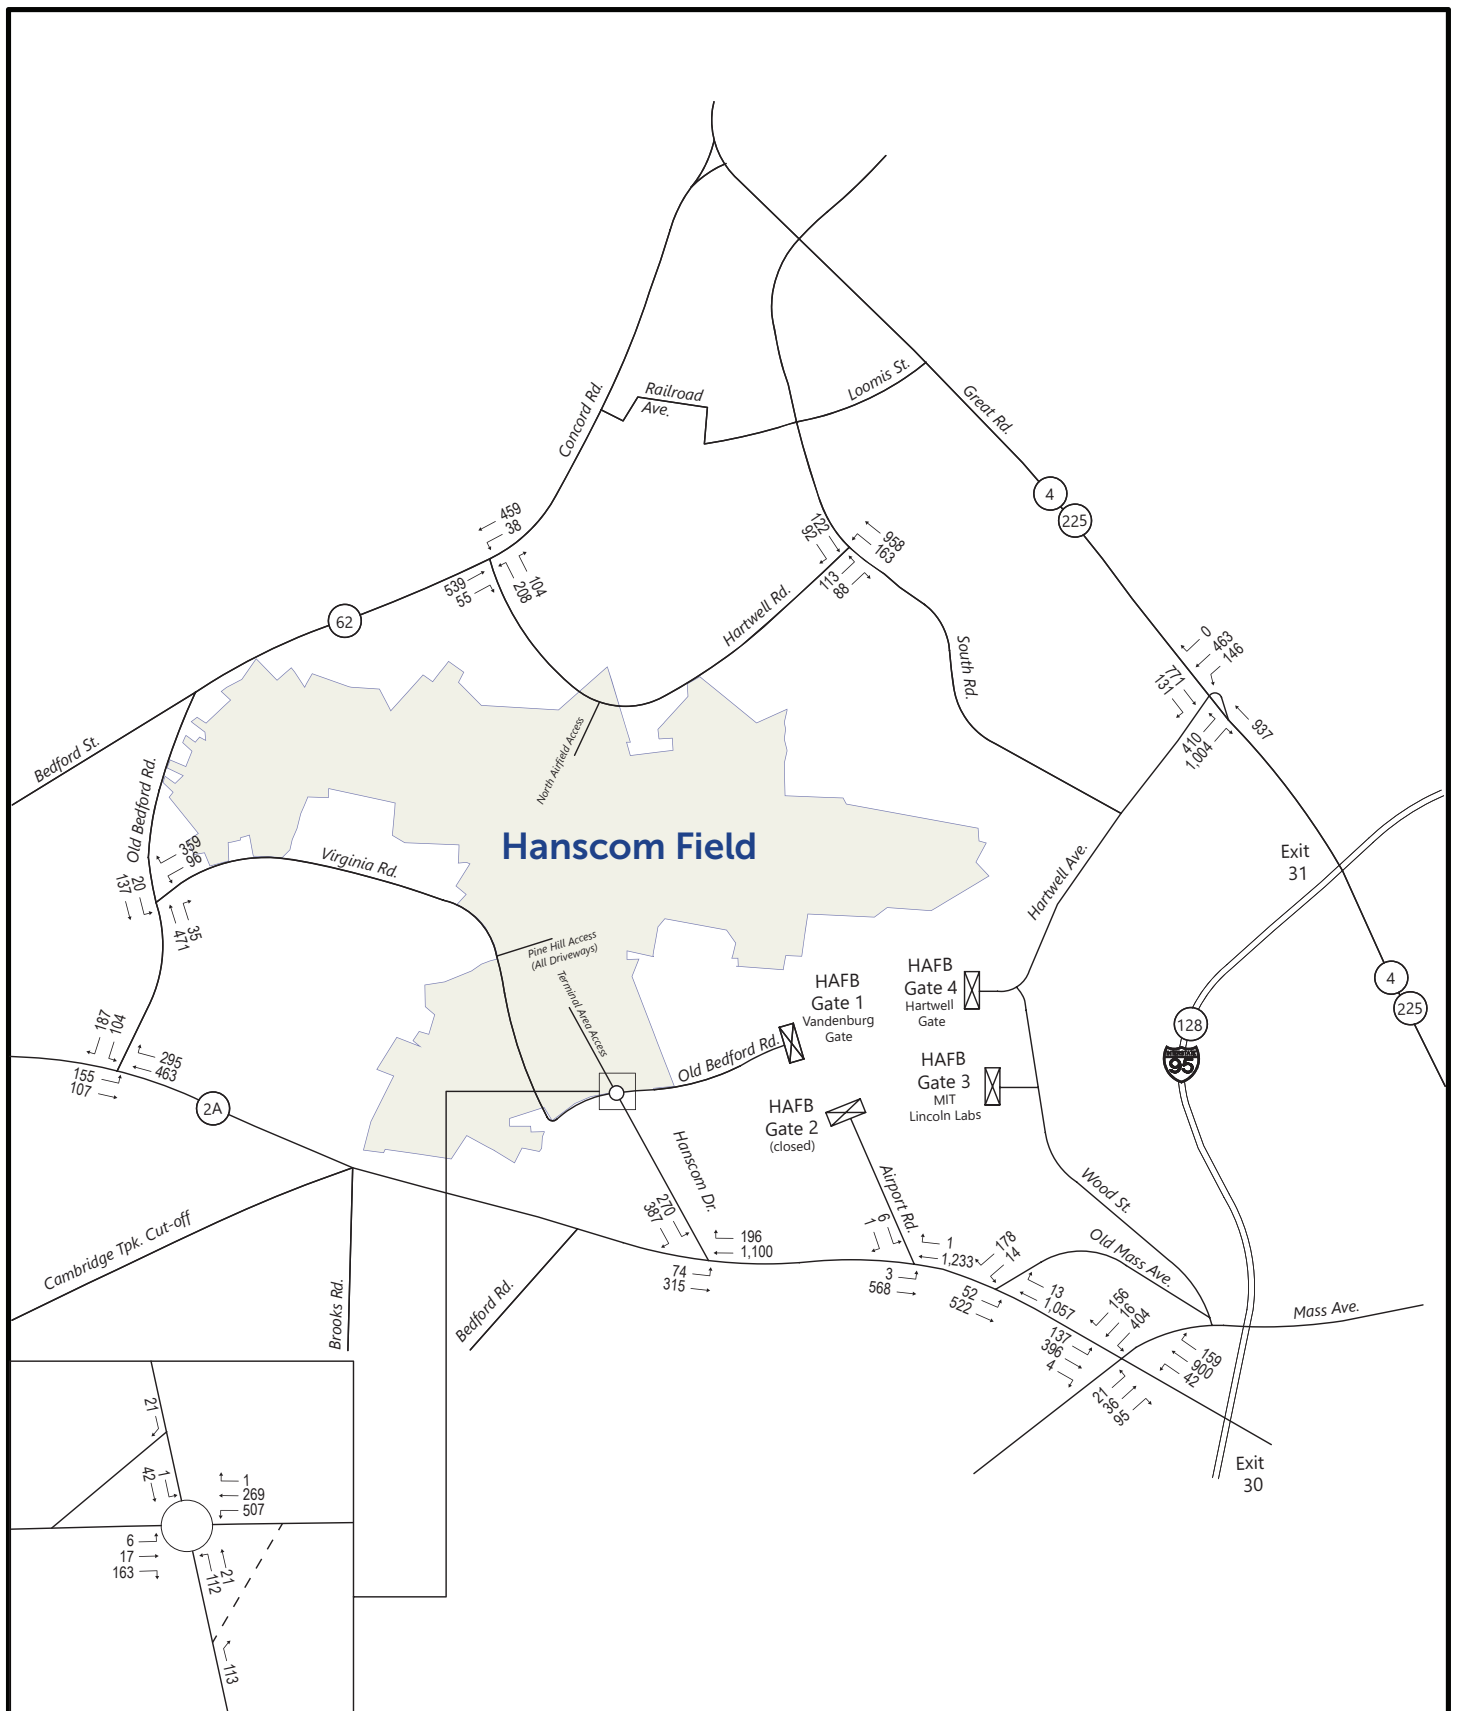 Concord Rd.
Railroad
Ave.
Loomis St.
Great Rd.
4
225
459
38
539
55
104
208
122
92
958
163
113
88
62
Hartwell Rd.
South Rd.
0
463
146
771
131
410
1,004
937
Bedford St.
Old Bedford Rd.
North Airfield Access
Hanscom Field
Virginia Rd.
359
96
20
137
35
471
Exit
31
Hartwell Ave.
Pine Hill Access
(All Driveways)
Terminal Area Access
HAFB
Gate 1
Vandenburg
Gate
HAFB
Gate 4
Hartwell
Gate
4
225
128
INTERSTATE
95
187
104
295
463
155
107
2A
Old Bedford Rd.
HAFB
Gate 3
MIT
Lincoln Labs
HAFB
Gate 2
(closed)
Hanscom Dr.
Airport Rd.
Wood St.
Old Mass Ave.
Mass Ave.
Cambridge Tpk. Cut-off
Brooks Rd.
Bedford Rd.
270
387
196
1,100
74
315
6
1
1
1,233
3
568
178
14
52
522
13
1,057
156
16
404
137
396
4
159
900
42
21
36
95
Exit
30
21
1
42
1
269
507
6
17
163
21
112
113